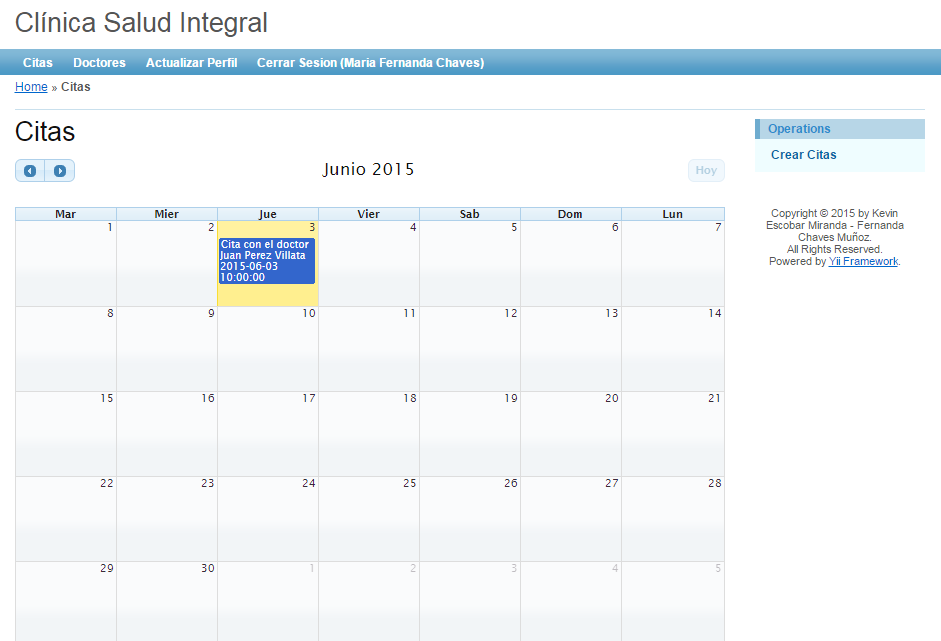 Clínica Salud Integral
Citas Doctores Actualizar Perfil Cerrar Sesion (Maria Fernanda Chaves)
Home » Citas
Citas
Junio 2015
Hoy
Mar Mier Jue Vier Sab Dom Lun
1 2 3 4 5 6 7
Cita con el doctor
Juan Perez Villata
2015-06-03
10:00:00
8 9 10 11 12 13 14
15 16 17 18 19 20 21
22 23 24 25 26 27 28
29 30 1 2 3 4 5
Operations
Crear Citas
Copyright © 2015 by Kevin
Escobar Miranda - Fernanda
Chaves Muñoz.
All Rights Reserved.
Powered by Yii Framework.